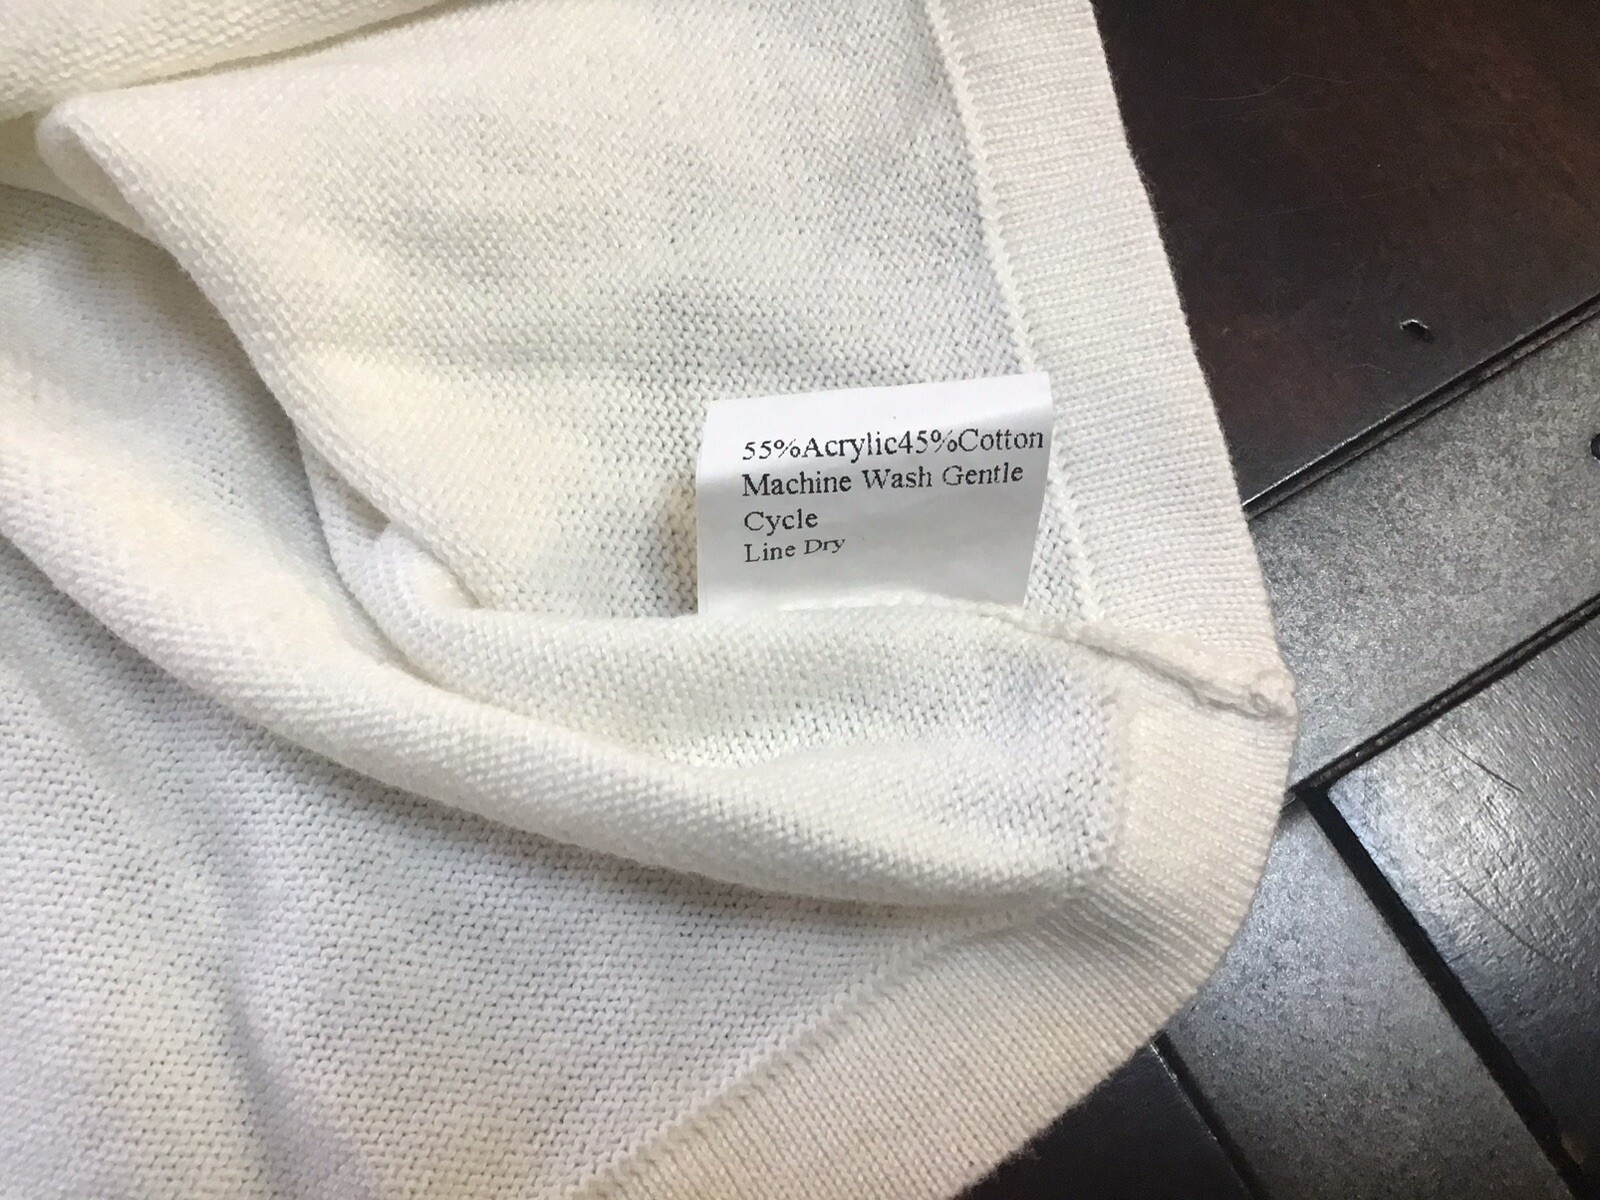 55%Acrylic45%Cotton
Machine Wash Gentle
Cycle
Line Dry